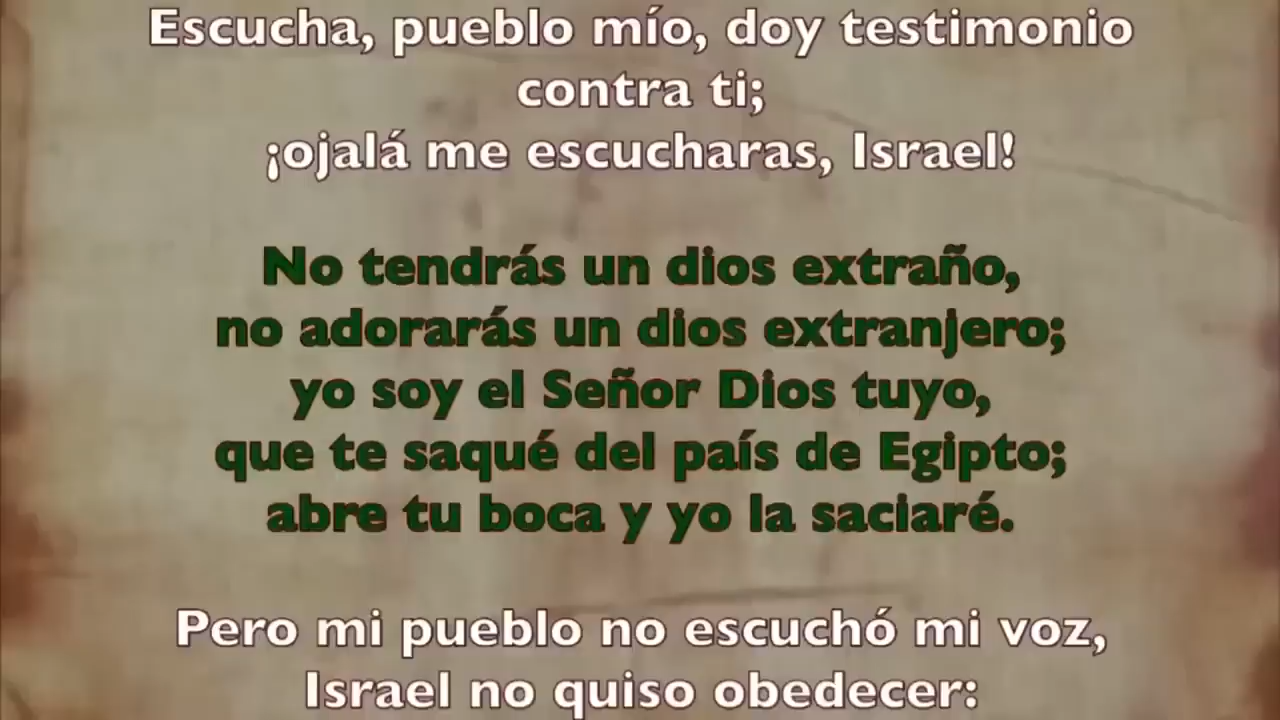 Escucha, pueblo mío, doy testimonio
contra ti;
¡ojalá me escucharas, Israel!
No tendrás un dios extraño,
no adorarás un dios extranjero;
yo soy el Señor Dios tuyo,
que te saqué del país de Egipto;
abre tu boca y yo la saciaré.
Pero mi pueblo no escuchó mi voz,
Israel no quiso obedecer: